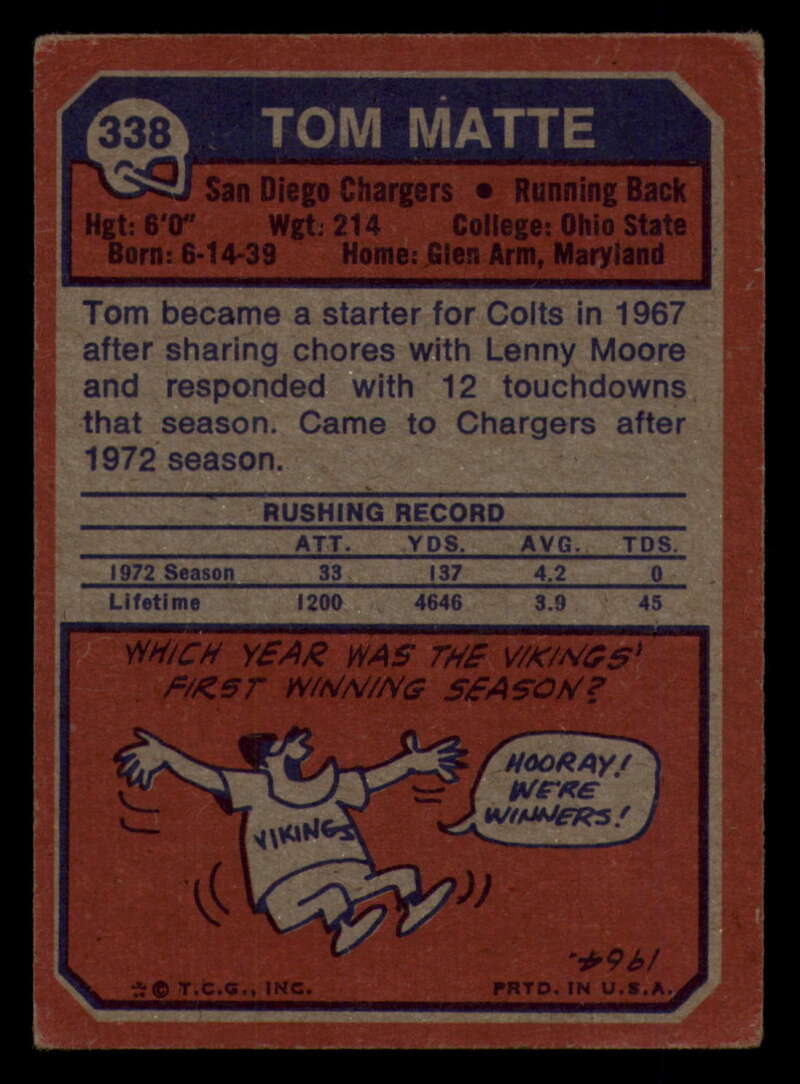 338
TOM MATTE
San Diego Chargers • Running Back
Hgt: 6'0" Wgt: 214 College: Ohio State
Born: 6-14-39 Home: Glen Arm, Maryland
Tom became a starter for Colts in 1967
after sharing chores with Lenny Moore
and responded with 12 touchdowns
that season. Came to Chargers after
1972 season.
RUSHING RECORD
ATT. YDS. AVG. TDS.
1972 Season 33 137 4.2 0
Lifetime 1200 4646 3.9 45
WHICH YEAR WAS THE VIKINGS'
FIRST WINNING SEASON?
HOORAY!
WE'RE
WINNERS!
VIKINGS
1964.
** © T.C.G., INC. PRTD. IN U.S.A.